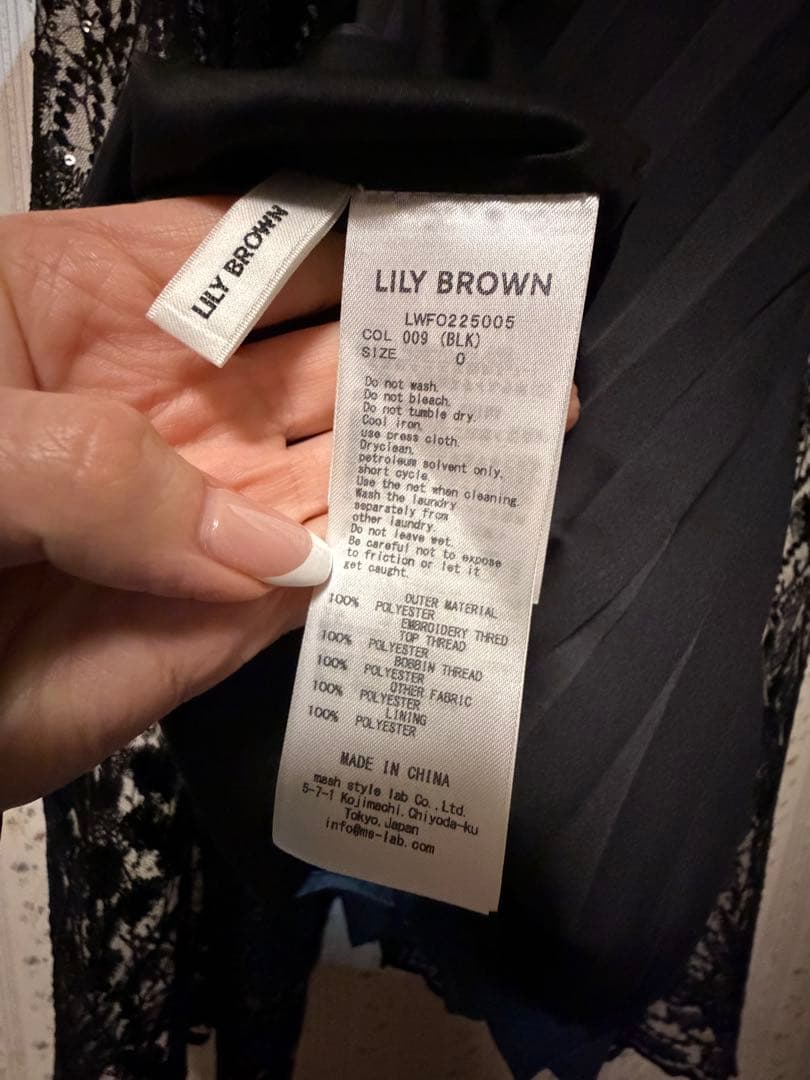 LILY BROWN
LILY BROWN
LWFO225005
COL 009 (BLK)
SIZE 0
Do not wash.
Do not bleach.
Do not tumble dry.
Cool iron.
use press cloth.
Dryclean.
petroleum solvent only.
short cycle.
Use the net when cleaning.
Wash the laundry
separately from
other laundry.
Do not leave wet.
Be careful not to expose
to friction or let it
get caught.
OUTER MATERIAL
100% POLYESTER
EMBROIDERY THRED
TOP THREAD
100% POLYESTER
BOBBIN THREAD
100% POLYESTER
OTHER FABRIC
100% POLYESTER
LINING
100% POLYESTER
MADE IN CHINA
mash style lab Co.,Ltd.
5-7-1 Kojimachi.Chiyoda-ku
Tokyo.Japan
info@ms-lab.com